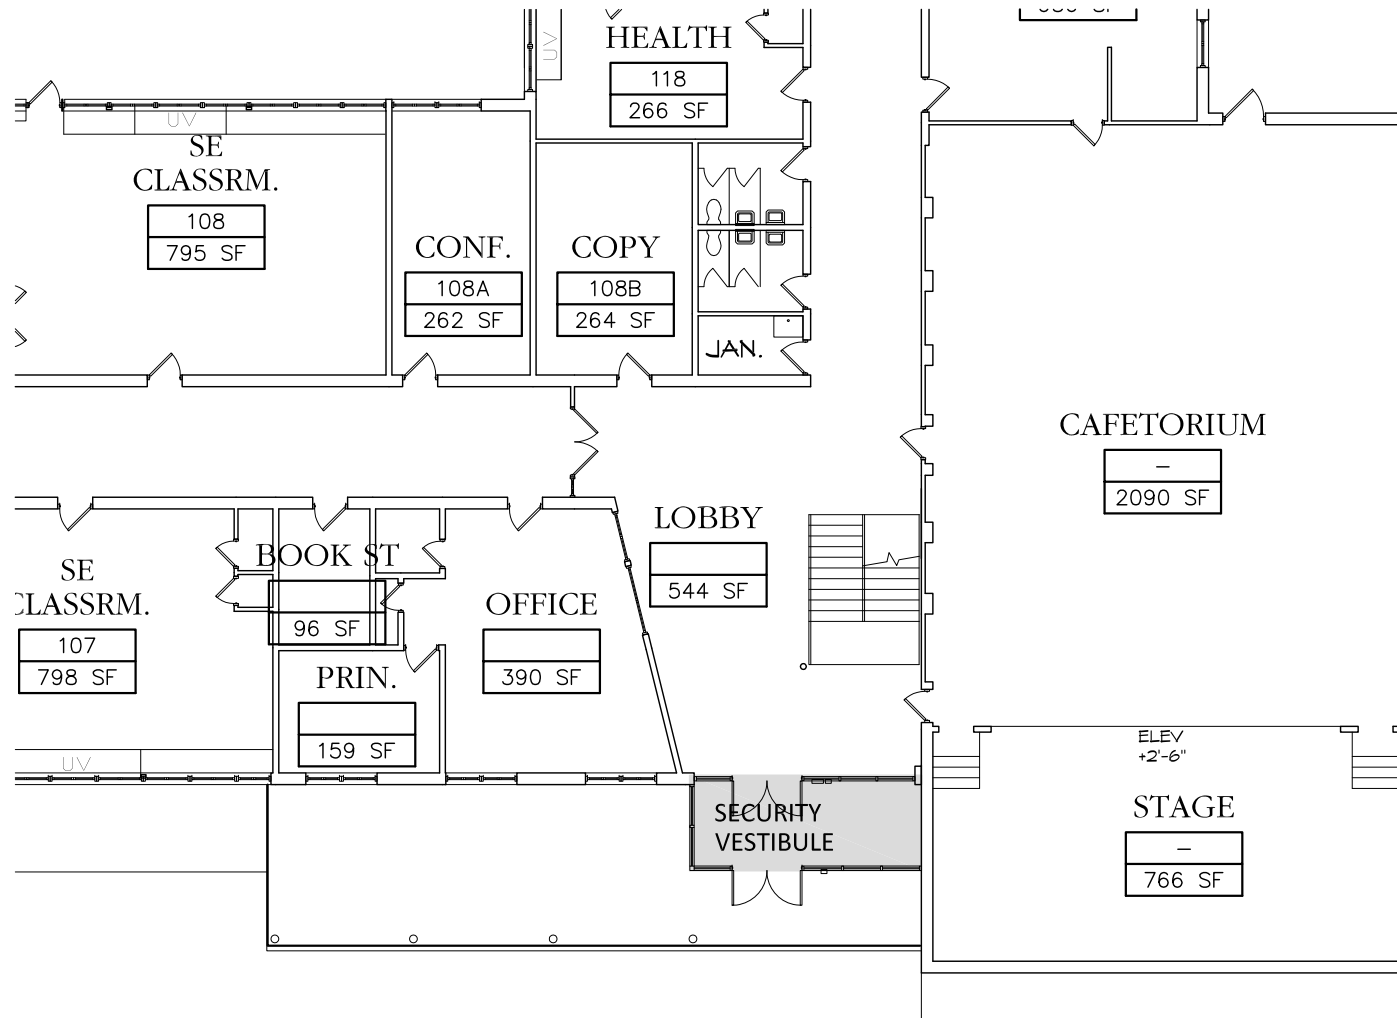 UV
HEALTH
118
266 SF
UV
SE
CLASSRM.
108
795 SF
CONF.
108A
262 SF
COPY
108B
264 SF
JAN.
CAFETORIUM
–
2090 SF
LOBBY
544 SF
BOOK ST
96 SF
SE
CLASSRM.
107
798 SF
OFFICE
390 SF
PRIN.
159 SF
UV
ELEV
+2'-6"
STAGE
–
766 SF
SECURITY
VESTIBULE